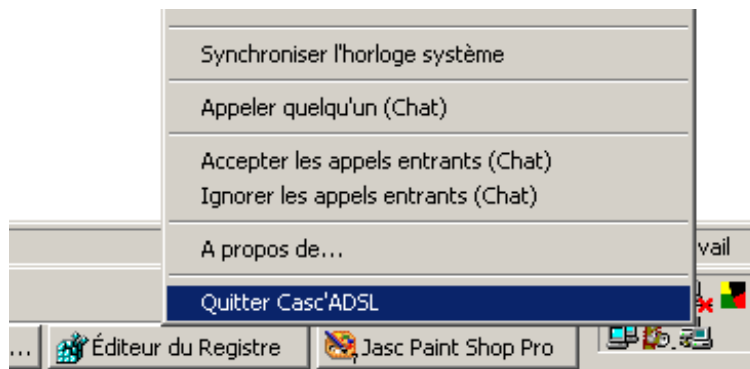 Synchroniser l'horloge système
Appeler quelqu'un (Chat)
Accepter les appels entrants (Chat)
Ignorer les appels entrants (Chat)
A propos de...
vail
Quitter Casc'ADSL
... Éditeur du Registre Jasc Paint Shop Pro